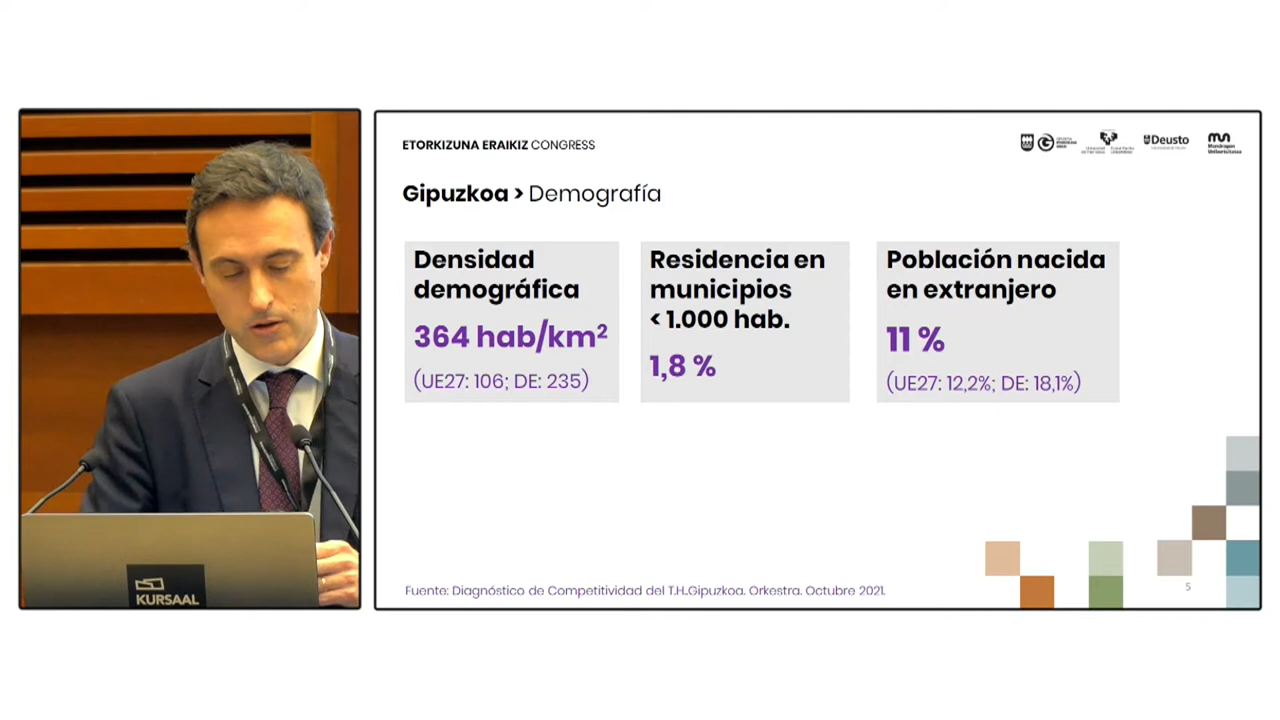 ETORKIZUNA ERAIKIZ CONGRESS
Deusto
Gipuzkoa > Demografía
Densidad
demográfica
364 hab/km²
(UE27: 106; DE: 235)
Residencia en
municipios
< 1.000 hab.
1,8 %
Población nacida
en extranjero
11 %
(UE27: 12,2%; DE: 18,1%)
Fuente: Diagnóstico de Competitividad del T.H..Gipuzkoa. Orkestra. Octubre 2021.
5
KURSAAL